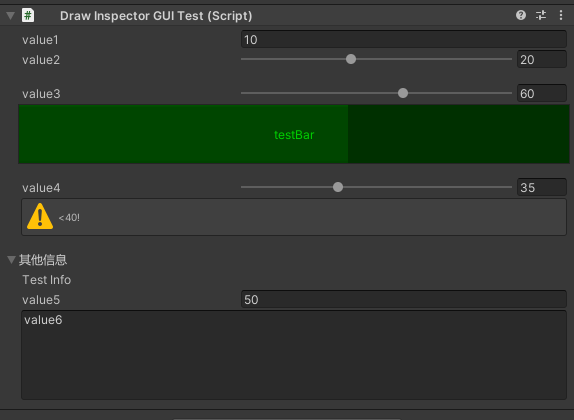 Draw Inspector GUI Test (Script)
value1 10
value2 20
value3 60
testBar
value4 35
<40!
其他信息
Test Info
value5 50
value6